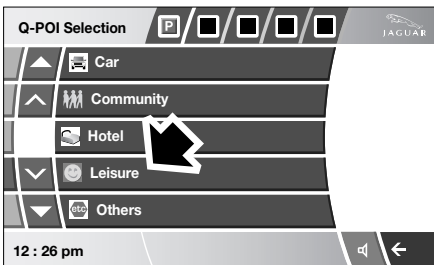 Q-POI Selection P
JAGUAR
Car
Community
Hotel
Leisure
etc Others
12 : 26 pm